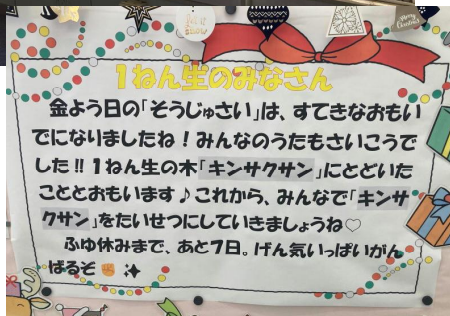 1ねん生のみなさん
金よう日の「そうじゅさい」は、すてきなおもい
でになりましたね!みんなのうたもさいこうで
した!!1ねん生の木「キンサクサン」にとどいた
こととおもいます♪これから、みんなで「キンサ
クサン」をたいせつにしていきましょうね♡
ふゆ休みまで、あと7日。げん気いっぱいがん
ばるぞ